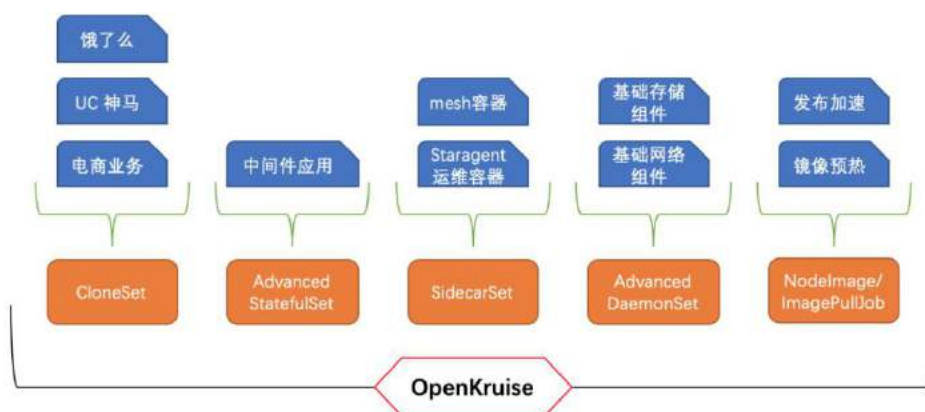 饿了么
UC 神马
mesh容器
基础存储
组件
发布加速
电商业务
中间件应用
Staragent
运维容器
基础网络
组件
镜像预热
CloneSet
Advanced
StatefulSet
SidecarSet
Advanced
DaemonSet
NodeImage/
ImagePullJob
OpenKruise